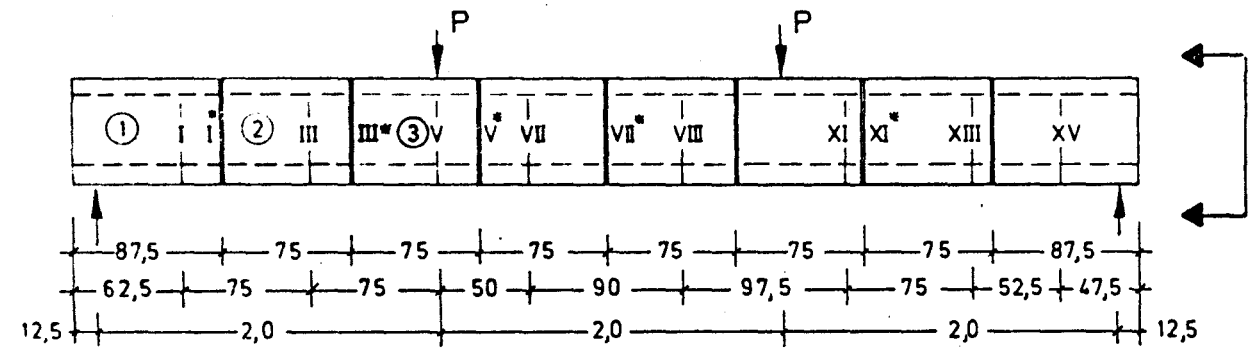 P P
① I I* ② III III* ③ V V* VII VII* VIII XI XI* XIII XV
87,5 75 75 75 75 75 75 87,5
62,5 75 75 50 90 97,5 75 52,5 47,5
12,5 2,0 2,0 2,0 12,5